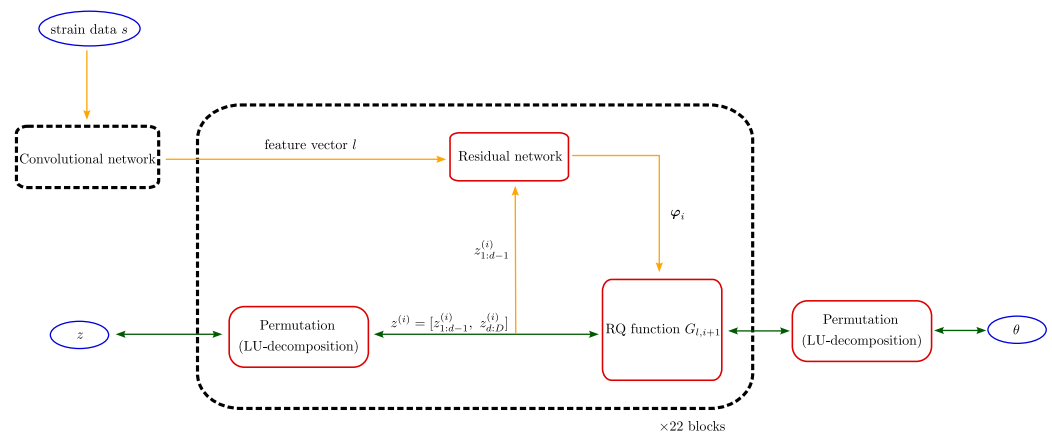 strain data s
Convolutional network
feature vector l
Residual network
φ_i
z^{(i)}_{1:d−1}
z
Permutation
(LU-decomposition)
z^{(i)} = [z^{(i)}_{1:d−1}, z^{(i)}_{d:D}]
RQ function G_{l,i+1}
Permutation
(LU-decomposition)
θ
×22 blocks